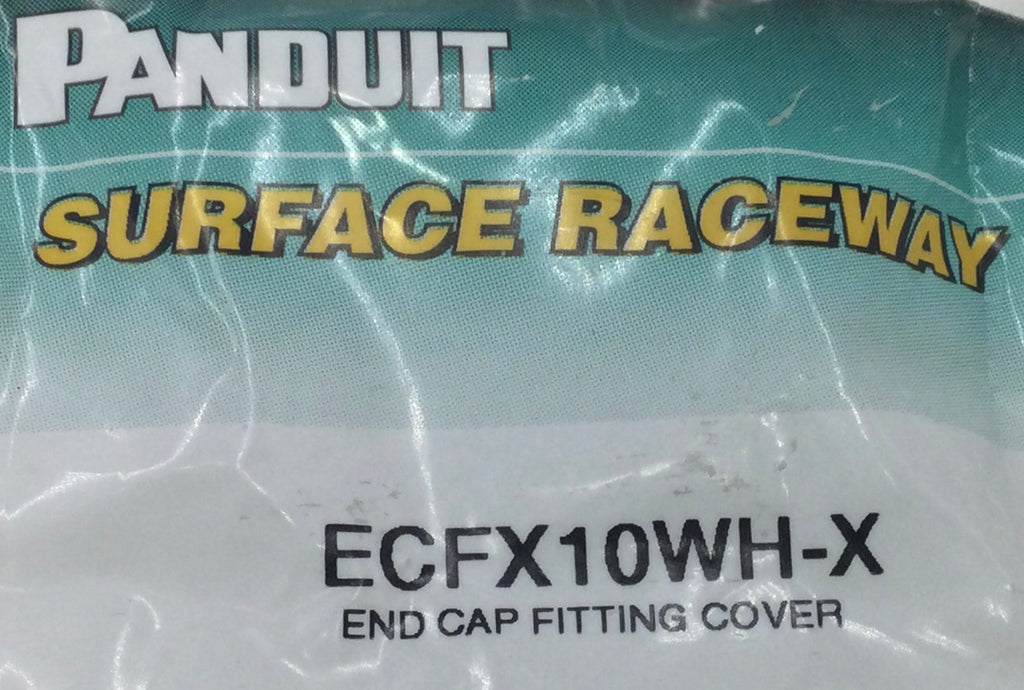 PANDUIT
SURFACE RACEWAY
ECFX10WH-X
END CAP FITTING COVER